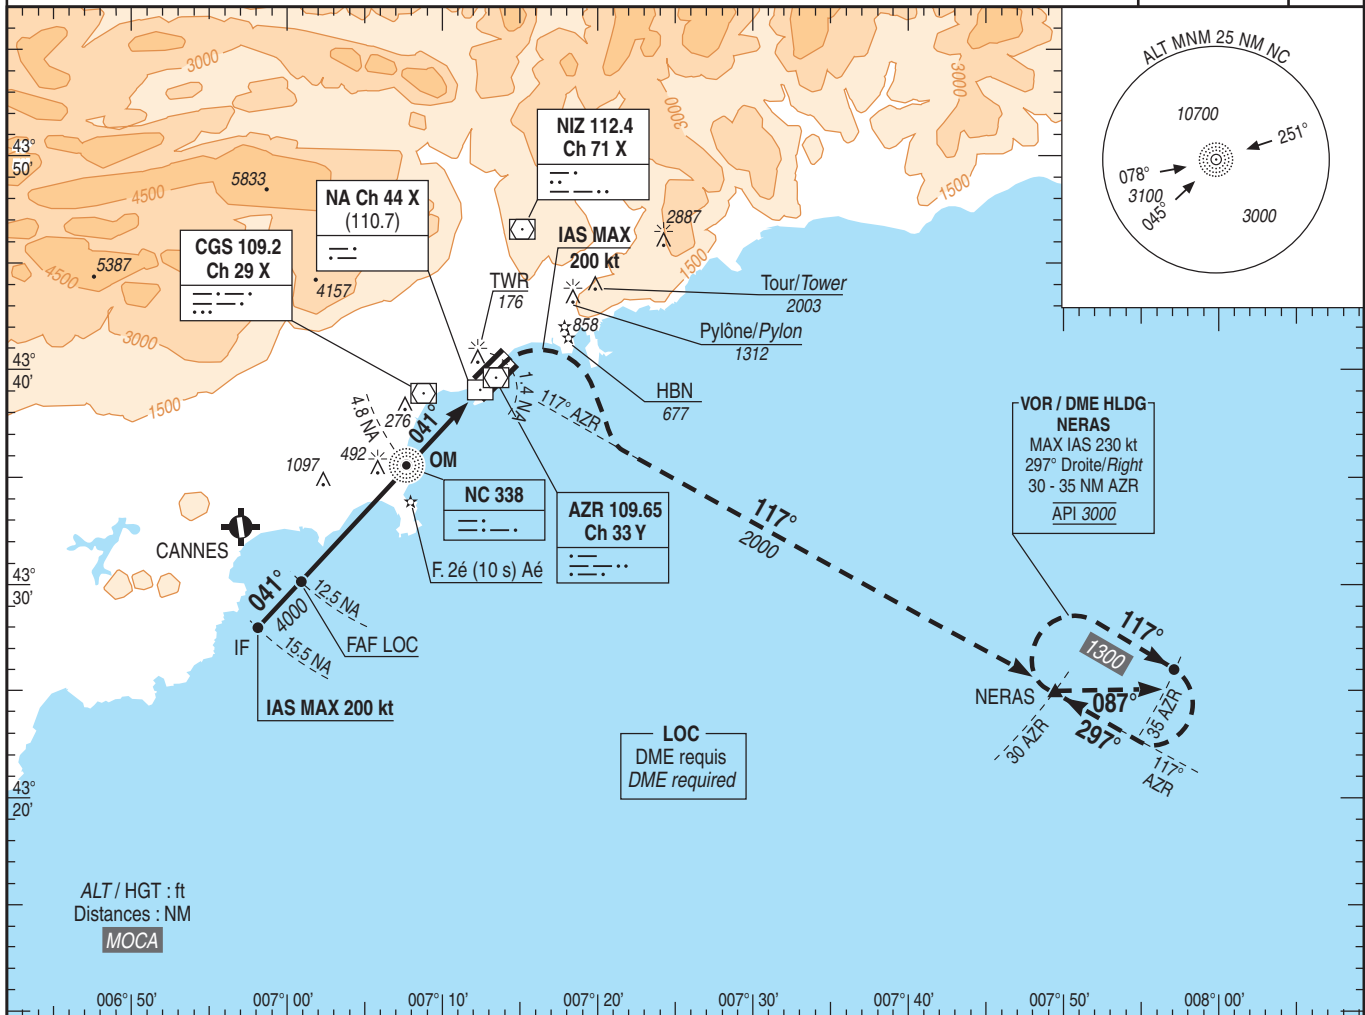 ALT MNM 25 NM NC
10700
251°
078°
3100
045°
3000
3000
3000
3000
43°
50'
5833
4500
NIZ 112.4
Ch 71 X
NA Ch 44 X
(110.7)
1500
2887
CGS 109.2
Ch 29 X
IAS MAX
200 kt
1500
5387
4500
4157
TWR
176
Tour/Tower
2003
858
Pylône/Pylon
1312
3000
43°
40'
1500
1.4 NA
117° AZR
HBN
677
4.8 NA
276
041°
VOR / DME HLDG
NERAS
MAX IAS 230 kt
297° Droite/Right
30 - 35 NM AZR
API 3000
492
OM
1097
NC 338
AZR 109.65
Ch 33 Y
117°
2000
CANNES
F. 2é (10 s) Aé
43°
30'
041°
4000
12.5 NA
FAF LOC
IF
15.5 NA
117°
1300
NERAS
087°
35 AZR
IAS MAX 200 kt
297°
30 AZR
117°
AZR
LOC
DME requis
DME required
43°
20'
ALT / HGT : ft
Distances : NM
MOCA
006° 50'
007° 00'
007° 10'
007° 20'
007° 30'
007° 40'
007° 50'
008° 00'